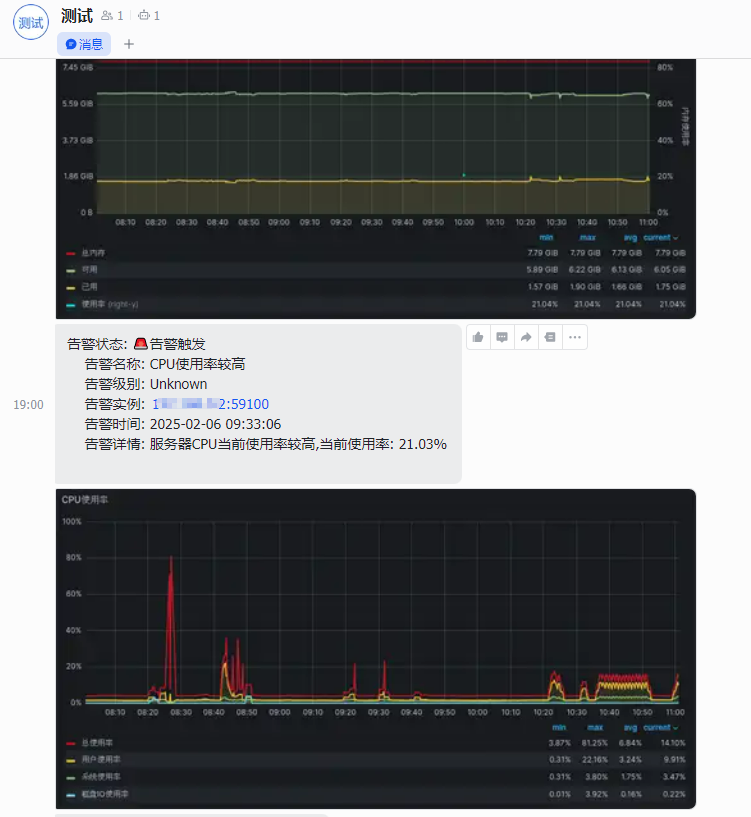 测试
测试 1 1
消息
7.45 GiB 80%
5.59 GiB 60%
3.73 GiB 40%
1.86 GiB 20%
0 B 0%
内存使用率
08:10 08:20 08:30 08:40 08:50 09:00 09:10 09:20 09:30 09:40 09:50 10:00 10:10 10:20 10:30 10:40 10:50 11:00
min max avg current
总内存 7.79 GiB 7.79 GiB 7.79 GiB 7.79 GiB
可用 5.89 GiB 6.22 GiB 6.13 GiB 6.05 GiB
已用 1.57 GiB 1.90 GiB 1.66 GiB 1.75 GiB
使用率 (right-y) 21.04% 21.04% 21.04% 21.04%
告警状态: 🚨告警触发
告警名称: CPU使用率较高
告警级别: Unknown
19:00
告警实例: 1 2:59100
告警时间: 2025-02-06 09:33:06
告警详情: 服务器CPU当前使用率较高,当前使用率: 21.03%
CPU使用率
100%
80%
60%
40%
20%
0%
08:10 08:20 08:30 08:40 08:50 09:00 09:10 09:20 09:30 09:40 09:50 10:00 10:10 10:20 10:30 10:40 10:50 11:00
min max avg current
总使用率 3.87% 81.25% 6.84% 14.10%
用户使用率 0.31% 22.16% 3.24% 9.91%
系统使用率 0.31% 3.80% 1.75% 3.47%
磁盘IO使用率 0.01% 3.92% 0.16% 0.22%